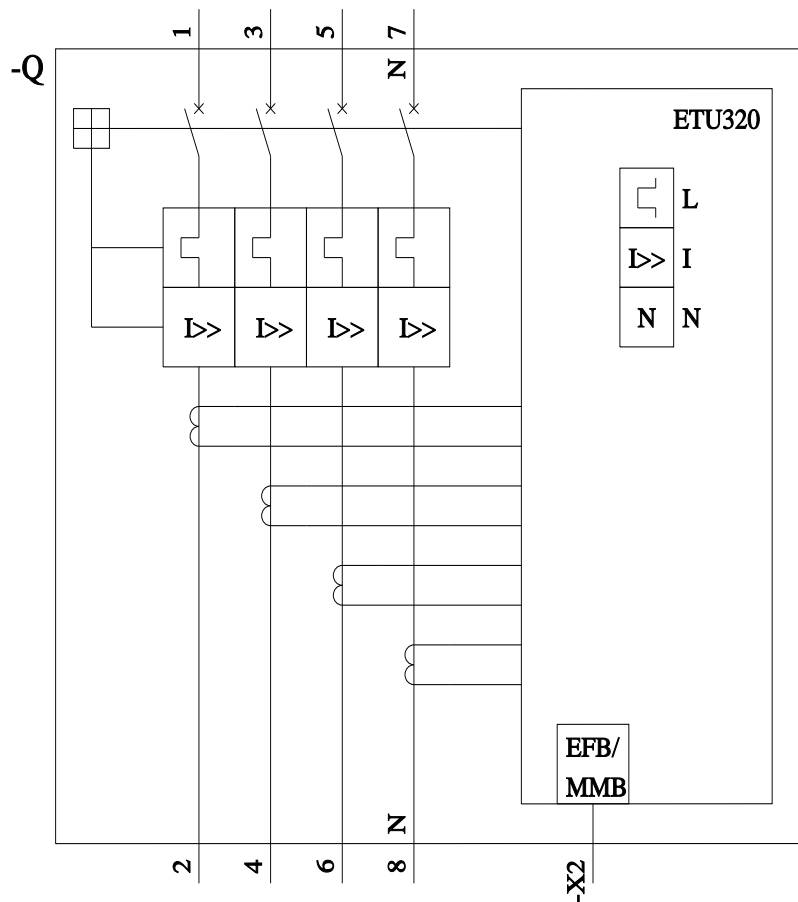 1 3 5 7
-Q
N
ETU320
L
I>> I
N N
I>> I>> I>> I>>
EFB/
MMB
N
2 4 6 8
-X2